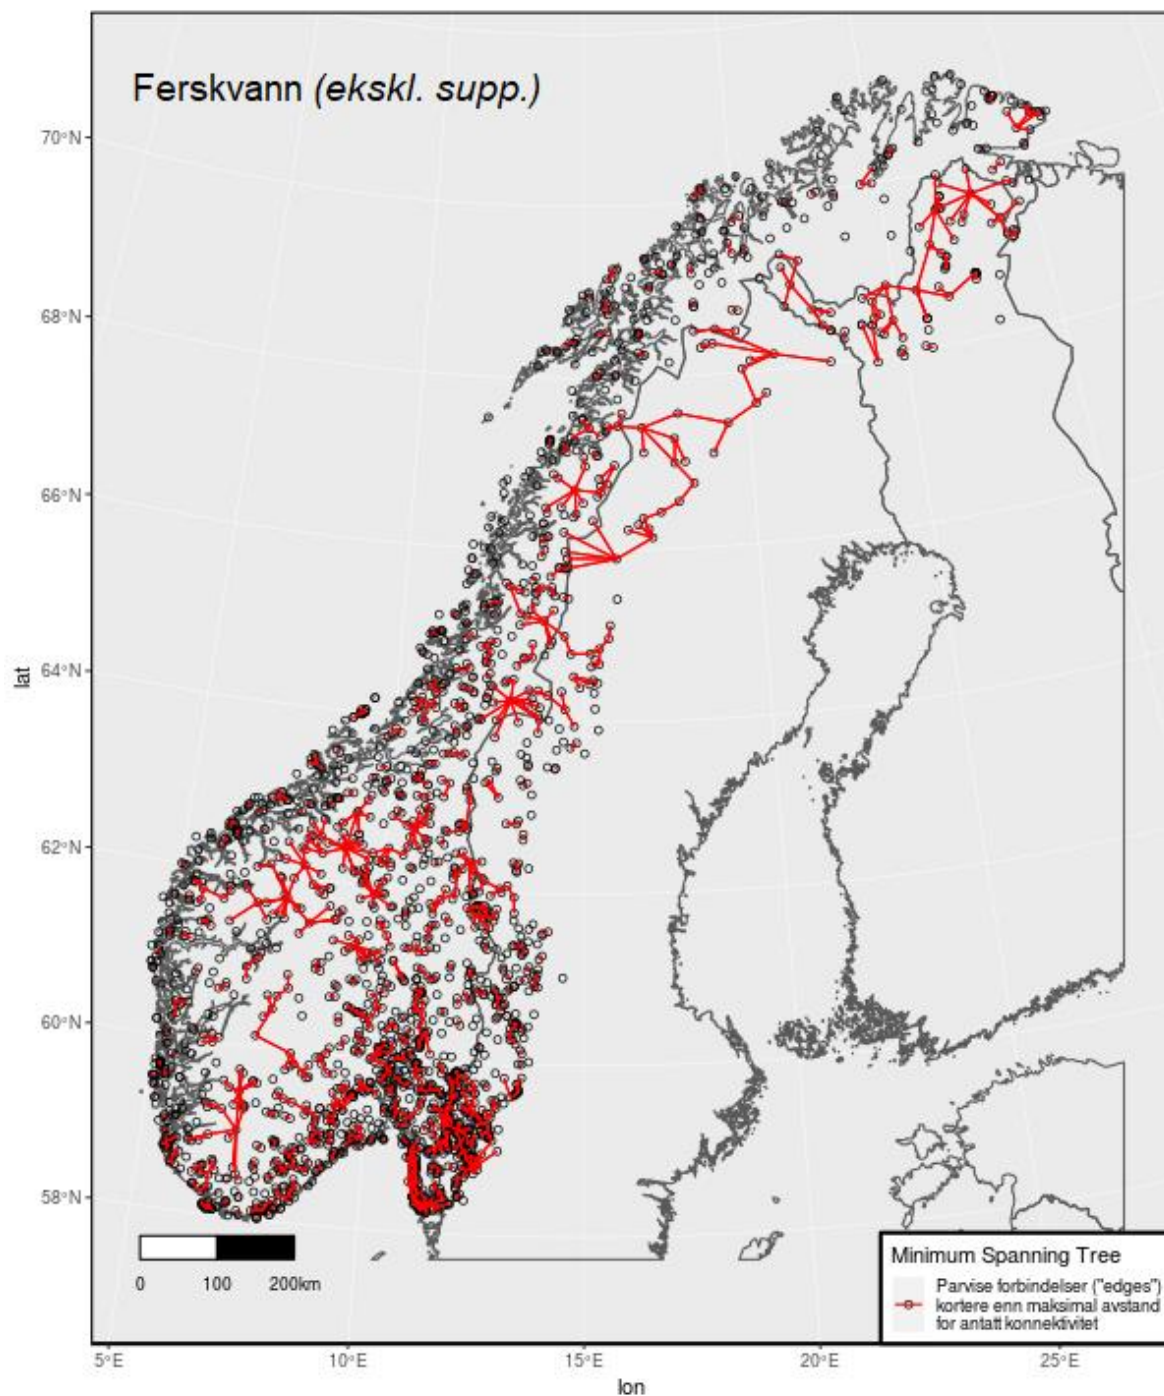 Ferskvann (ekskl. supp.)
70°N
68°N
66°N
64°N
62°N
60°N
58°N
lat
0 100 200km
Minimum Spanning Tree
Parvise forbindelser ("edges")
kortere enn maksimal avstand
for antatt konnektivitet
5°E 10°E 15°E 20°E 25°E
lon